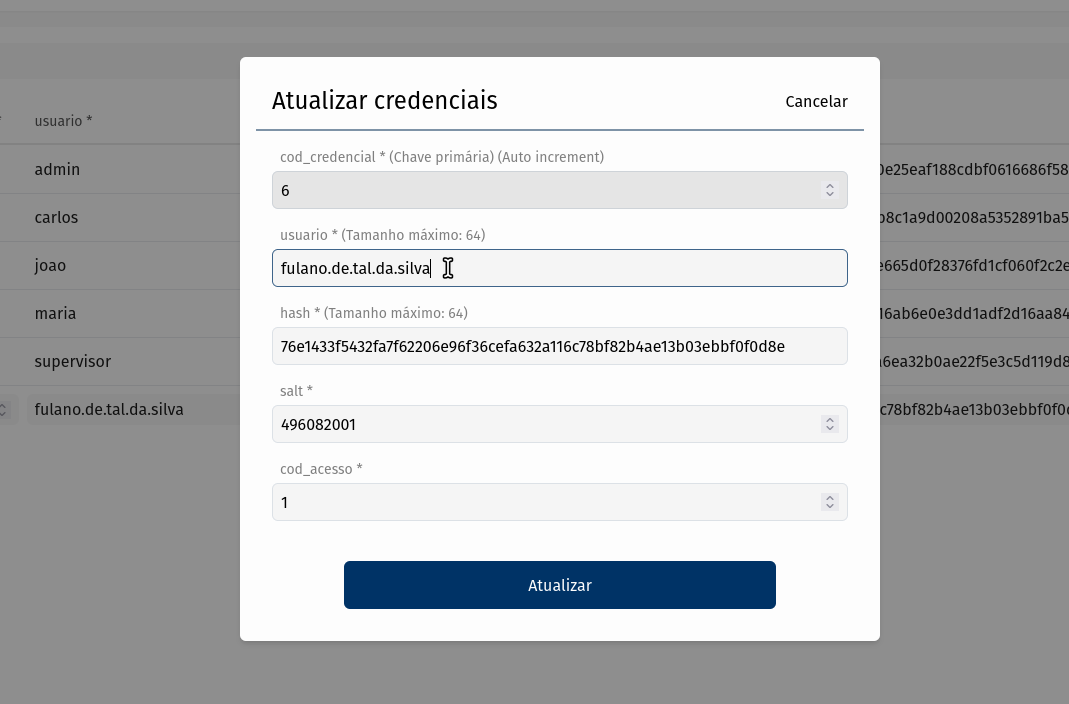 Atualizar credenciais
Cancelar
cod_credencial * (Chave primária) (Auto increment)
6
usuario * (Tamanho máximo: 64)
fulano.de.tal.da.silva
hash * (Tamanho máximo: 64)
76e1433f5432fa7f62206e96f36cefa632a116c78bf82b4ae13b03ebbf0f0d8e
salt *
496082001
cod_acesso *
1
Atualizar
* usuario *
admin 0e25eaf188cdbf0616686f58
carlos b8c1a9d00208a5352891ba5
joao e665d0f28376fd1cf060f2c2e
maria 16ab6e0e3dd1adf2d16aa84
supervisor a6ea32b0ae22f5e3c5d119d8
fulano.de.tal.da.silva c78bf82b4ae13b03ebbf0f0